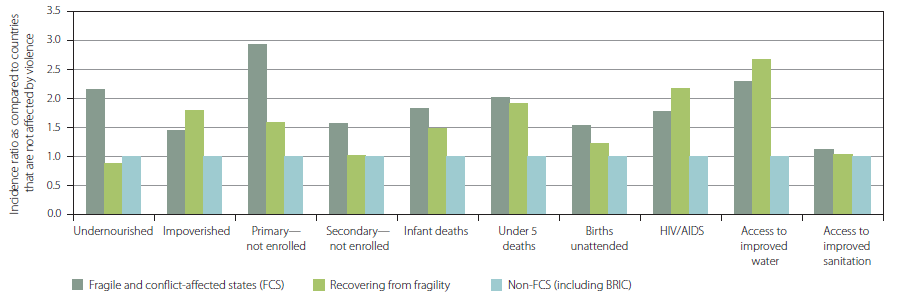 Incidence ratio as compared to countries
that are not affected by violence
3.5
3.0
2.5
2.0
1.5
1.0
0.5
0.0
Undernourished Impoverished Primary— Secondary— Infant deaths Under 5 Births HIV/AIDS Access to Access to
not enrolled not enrolled deaths unattended improved improved
water sanitation
Fragile and conflict-affected states (FCS) Recovering from fragility Non-FCS (including BRIC)